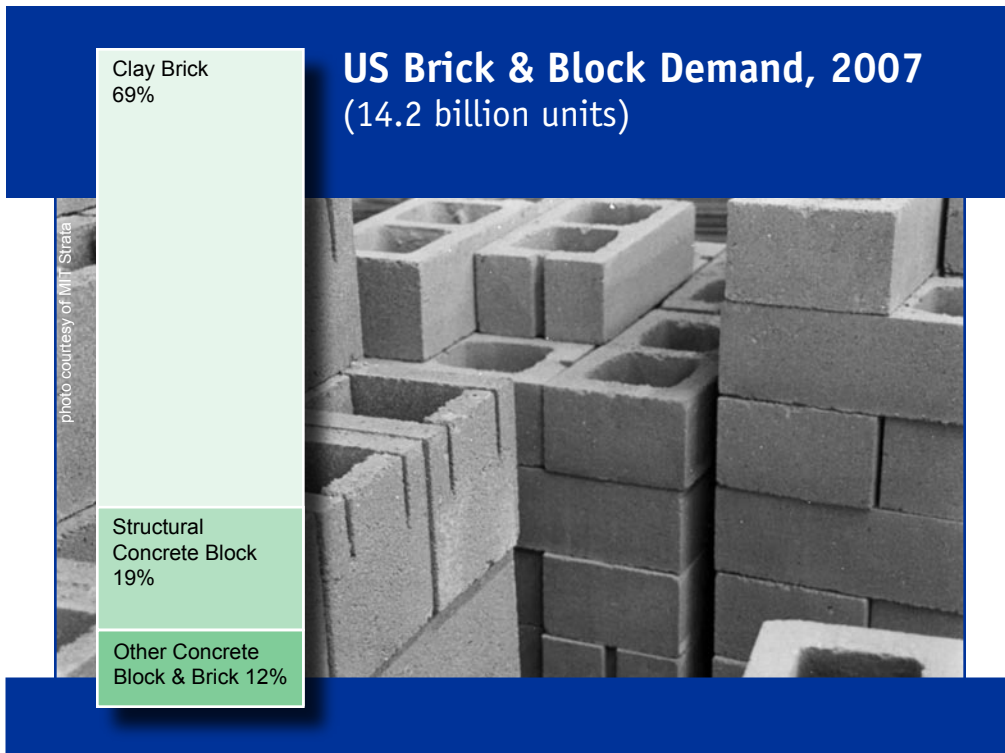 US Brick & Block Demand, 2007
(14.2 billion units)
Clay Brick
69%
Structural
Concrete Block
19%
Other Concrete
Block & Brick 12%
photo courtesy of MIT Strata